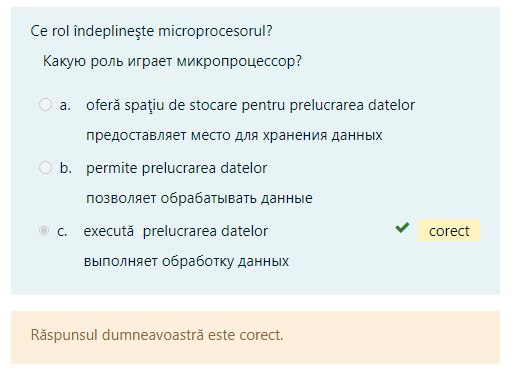 Ce rol îndeplineşte microprocesorul?
Какую роль играет микропроцессор?
a. oferă spaţiu de stocare pentru prelucrarea datelor
предоставляет место для хранения данных
b. permite prelucrarea datelor
позволяет обрабатывать данные
c. execută prelucrarea datelor
corect
выполняет обработку данных
Răspunsul dumneavoastră este corect.